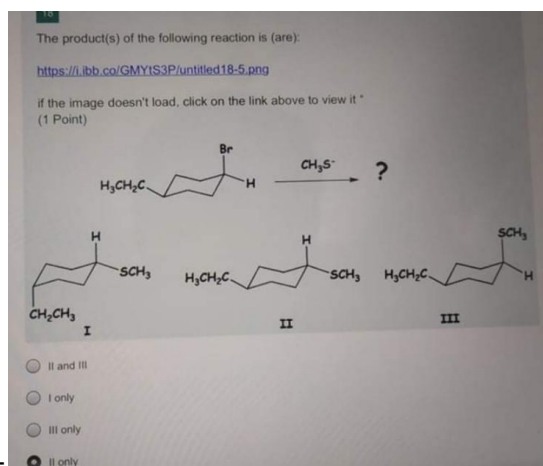 18
The product(s) of the following reaction is (are):
https://i.ibb.co/GMYtS3P/untitled18-5.png
if the image doesn't load, click on the link above to view it *
(1 Point)
Br
H₃CH₂C
H
CH₃S⁻
?
H
SCH₃
CH₂CH₃
I
H
H₃CH₂C
SCH₃
II
SCH₃
H₃CH₂C
H
III
II and III
I only
III only
II only